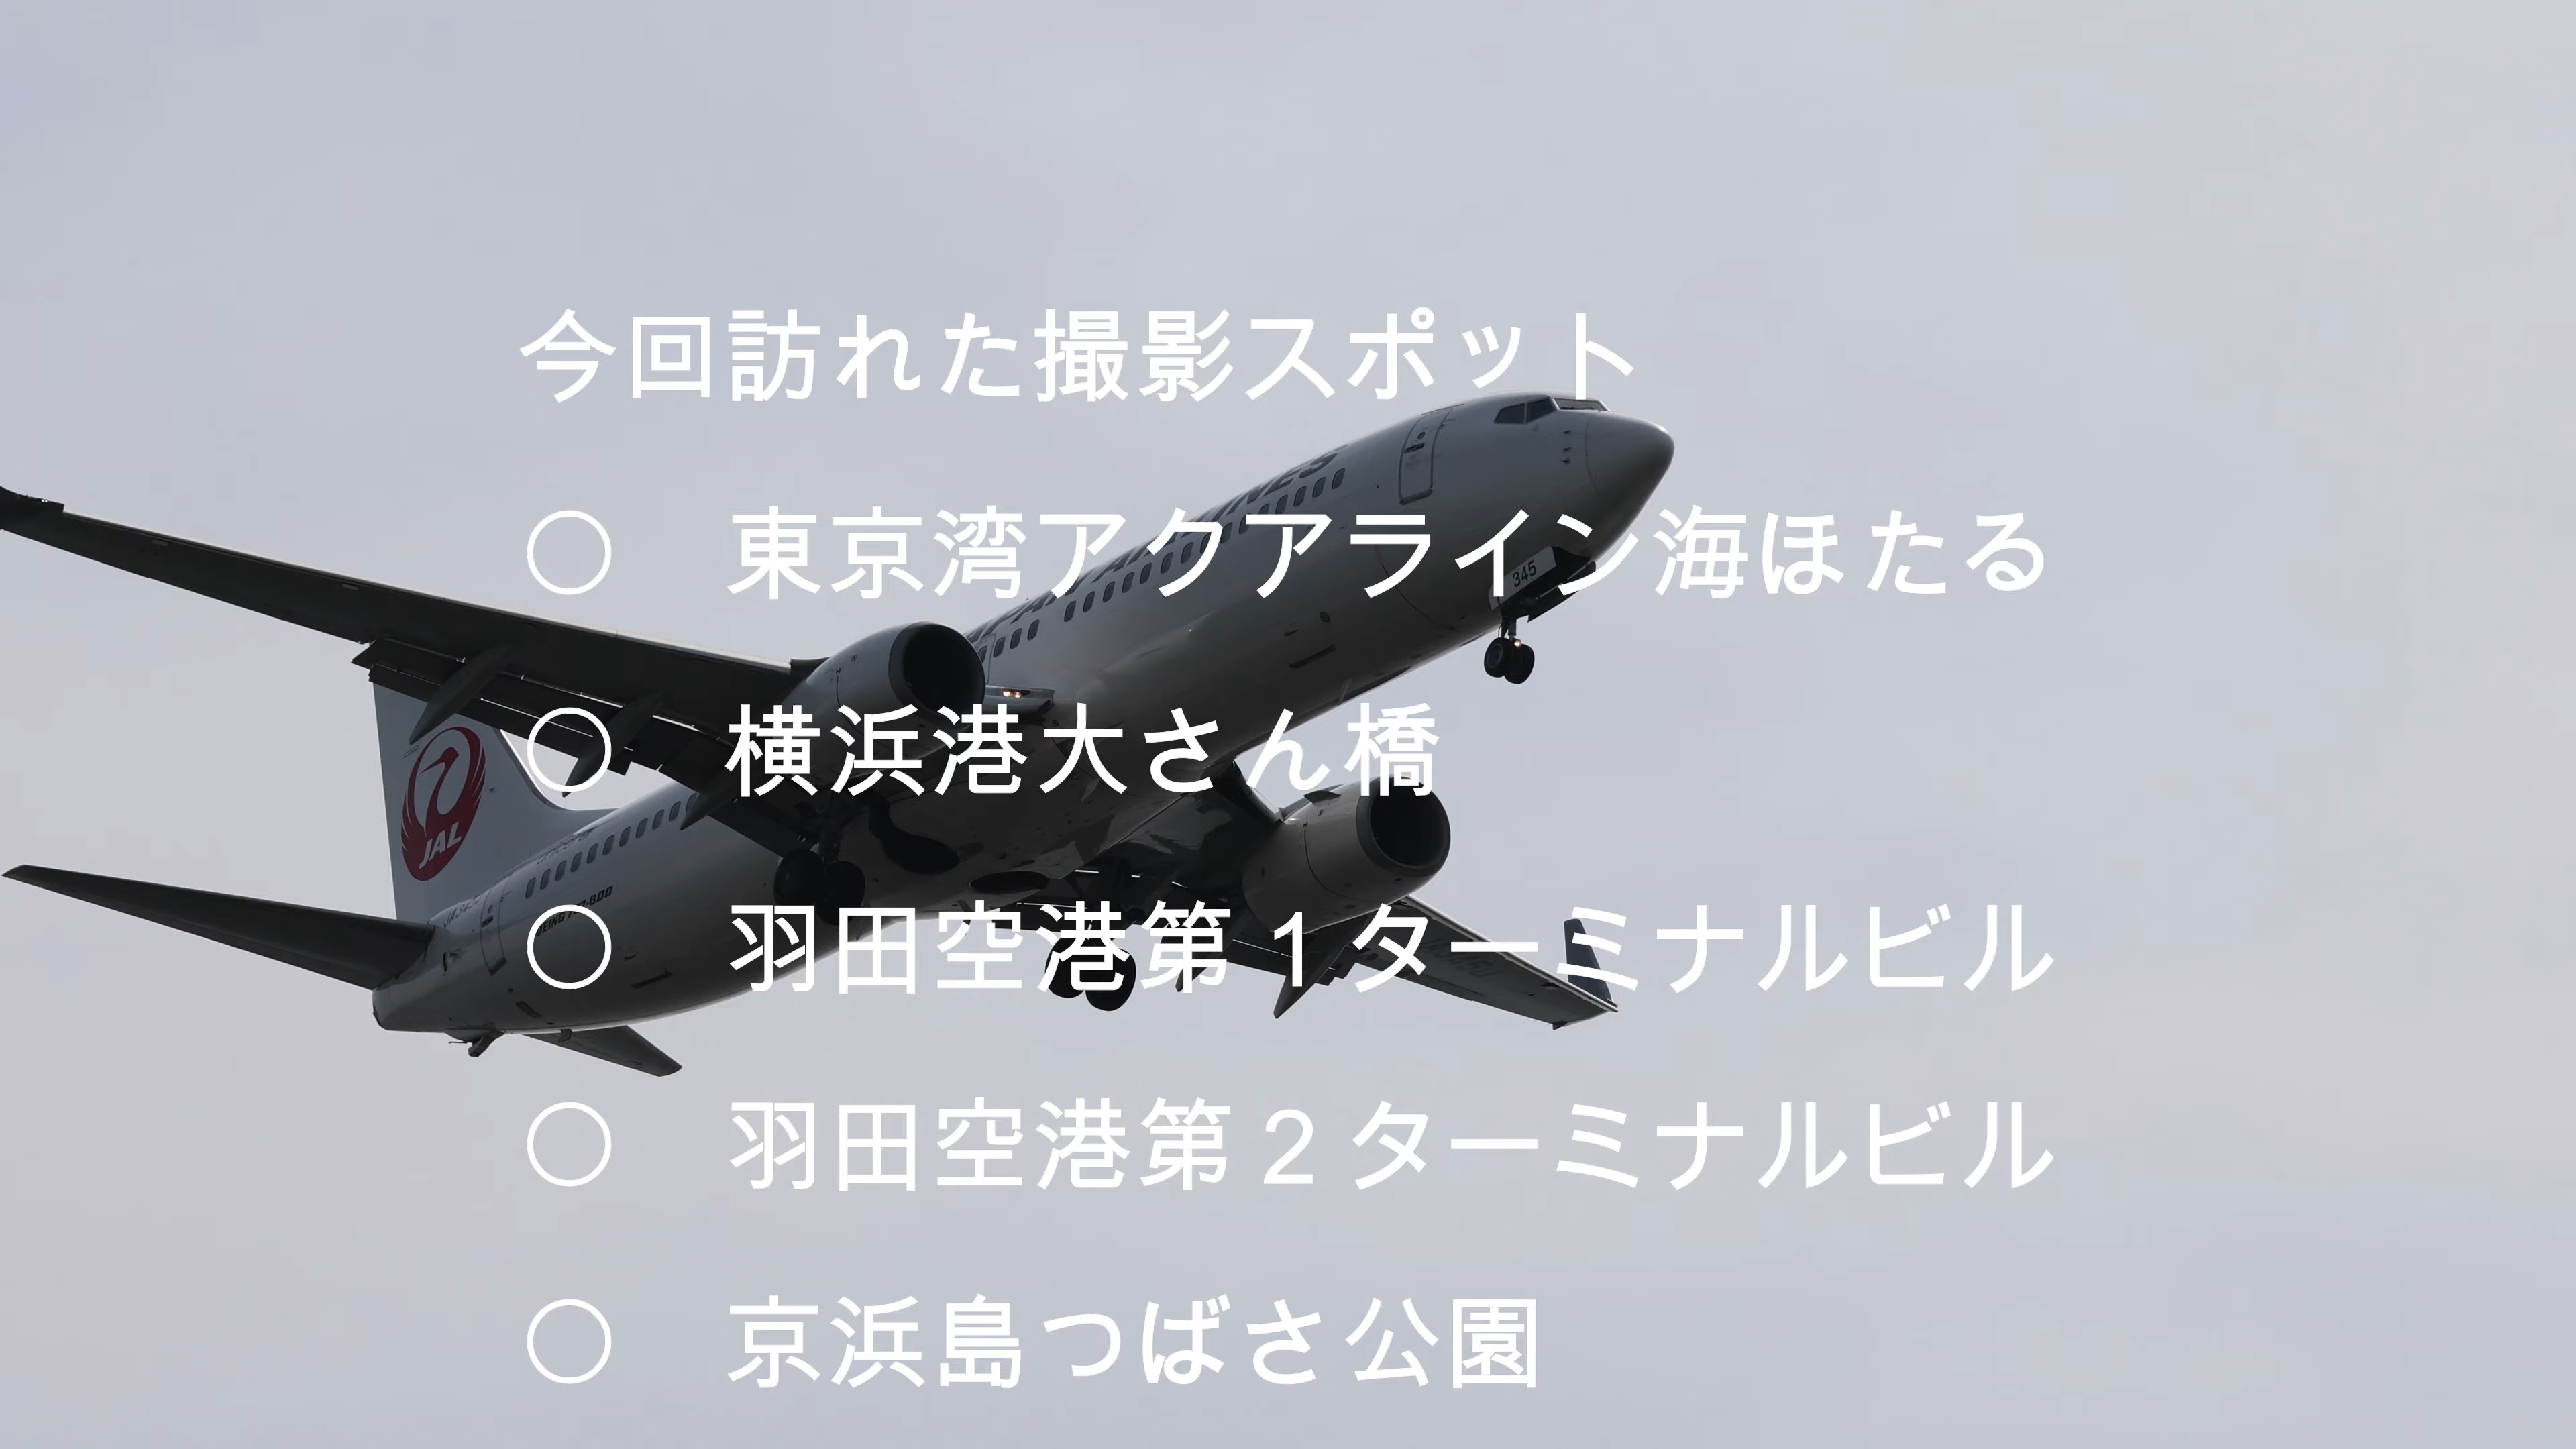 今回訪れた撮影スポット
○　東京湾アクアライン海ほたる
○　横浜港大さん橋
○　羽田空港第１ターミナルビル
○　羽田空港第２ターミナルビル
○　京浜島つばさ公園
345
JAL